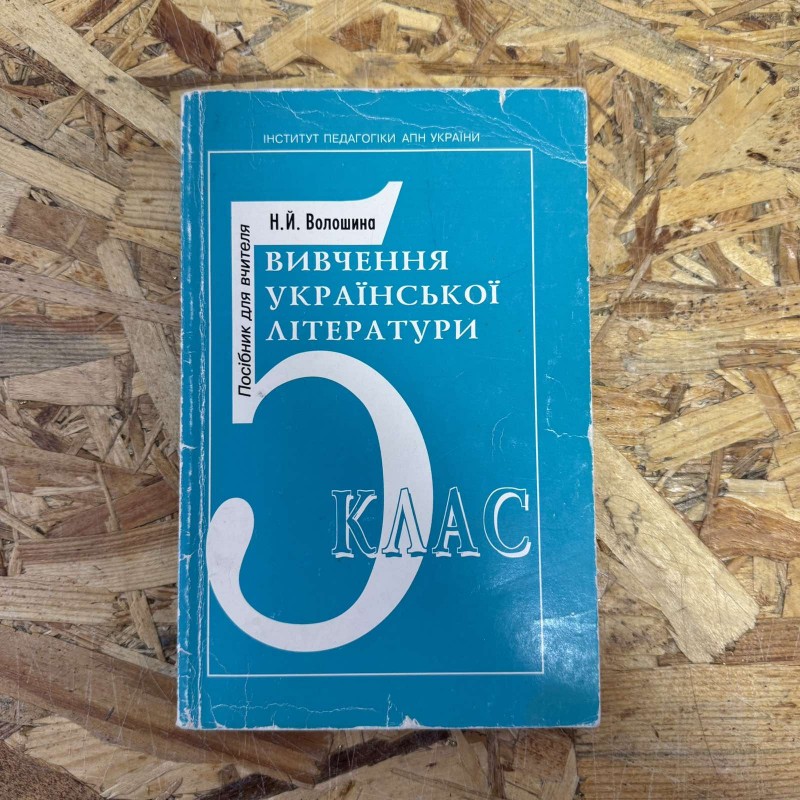 ІНСТИТУТ ПЕДАГОГІКИ АПН УКРАЇНИ
Н.Й. Волошина
ВИВЧЕННЯ
УКРАЇНСЬКОЇ
ЛІТЕРАТУРИ
Посібник для вчителя
5
КЛАС